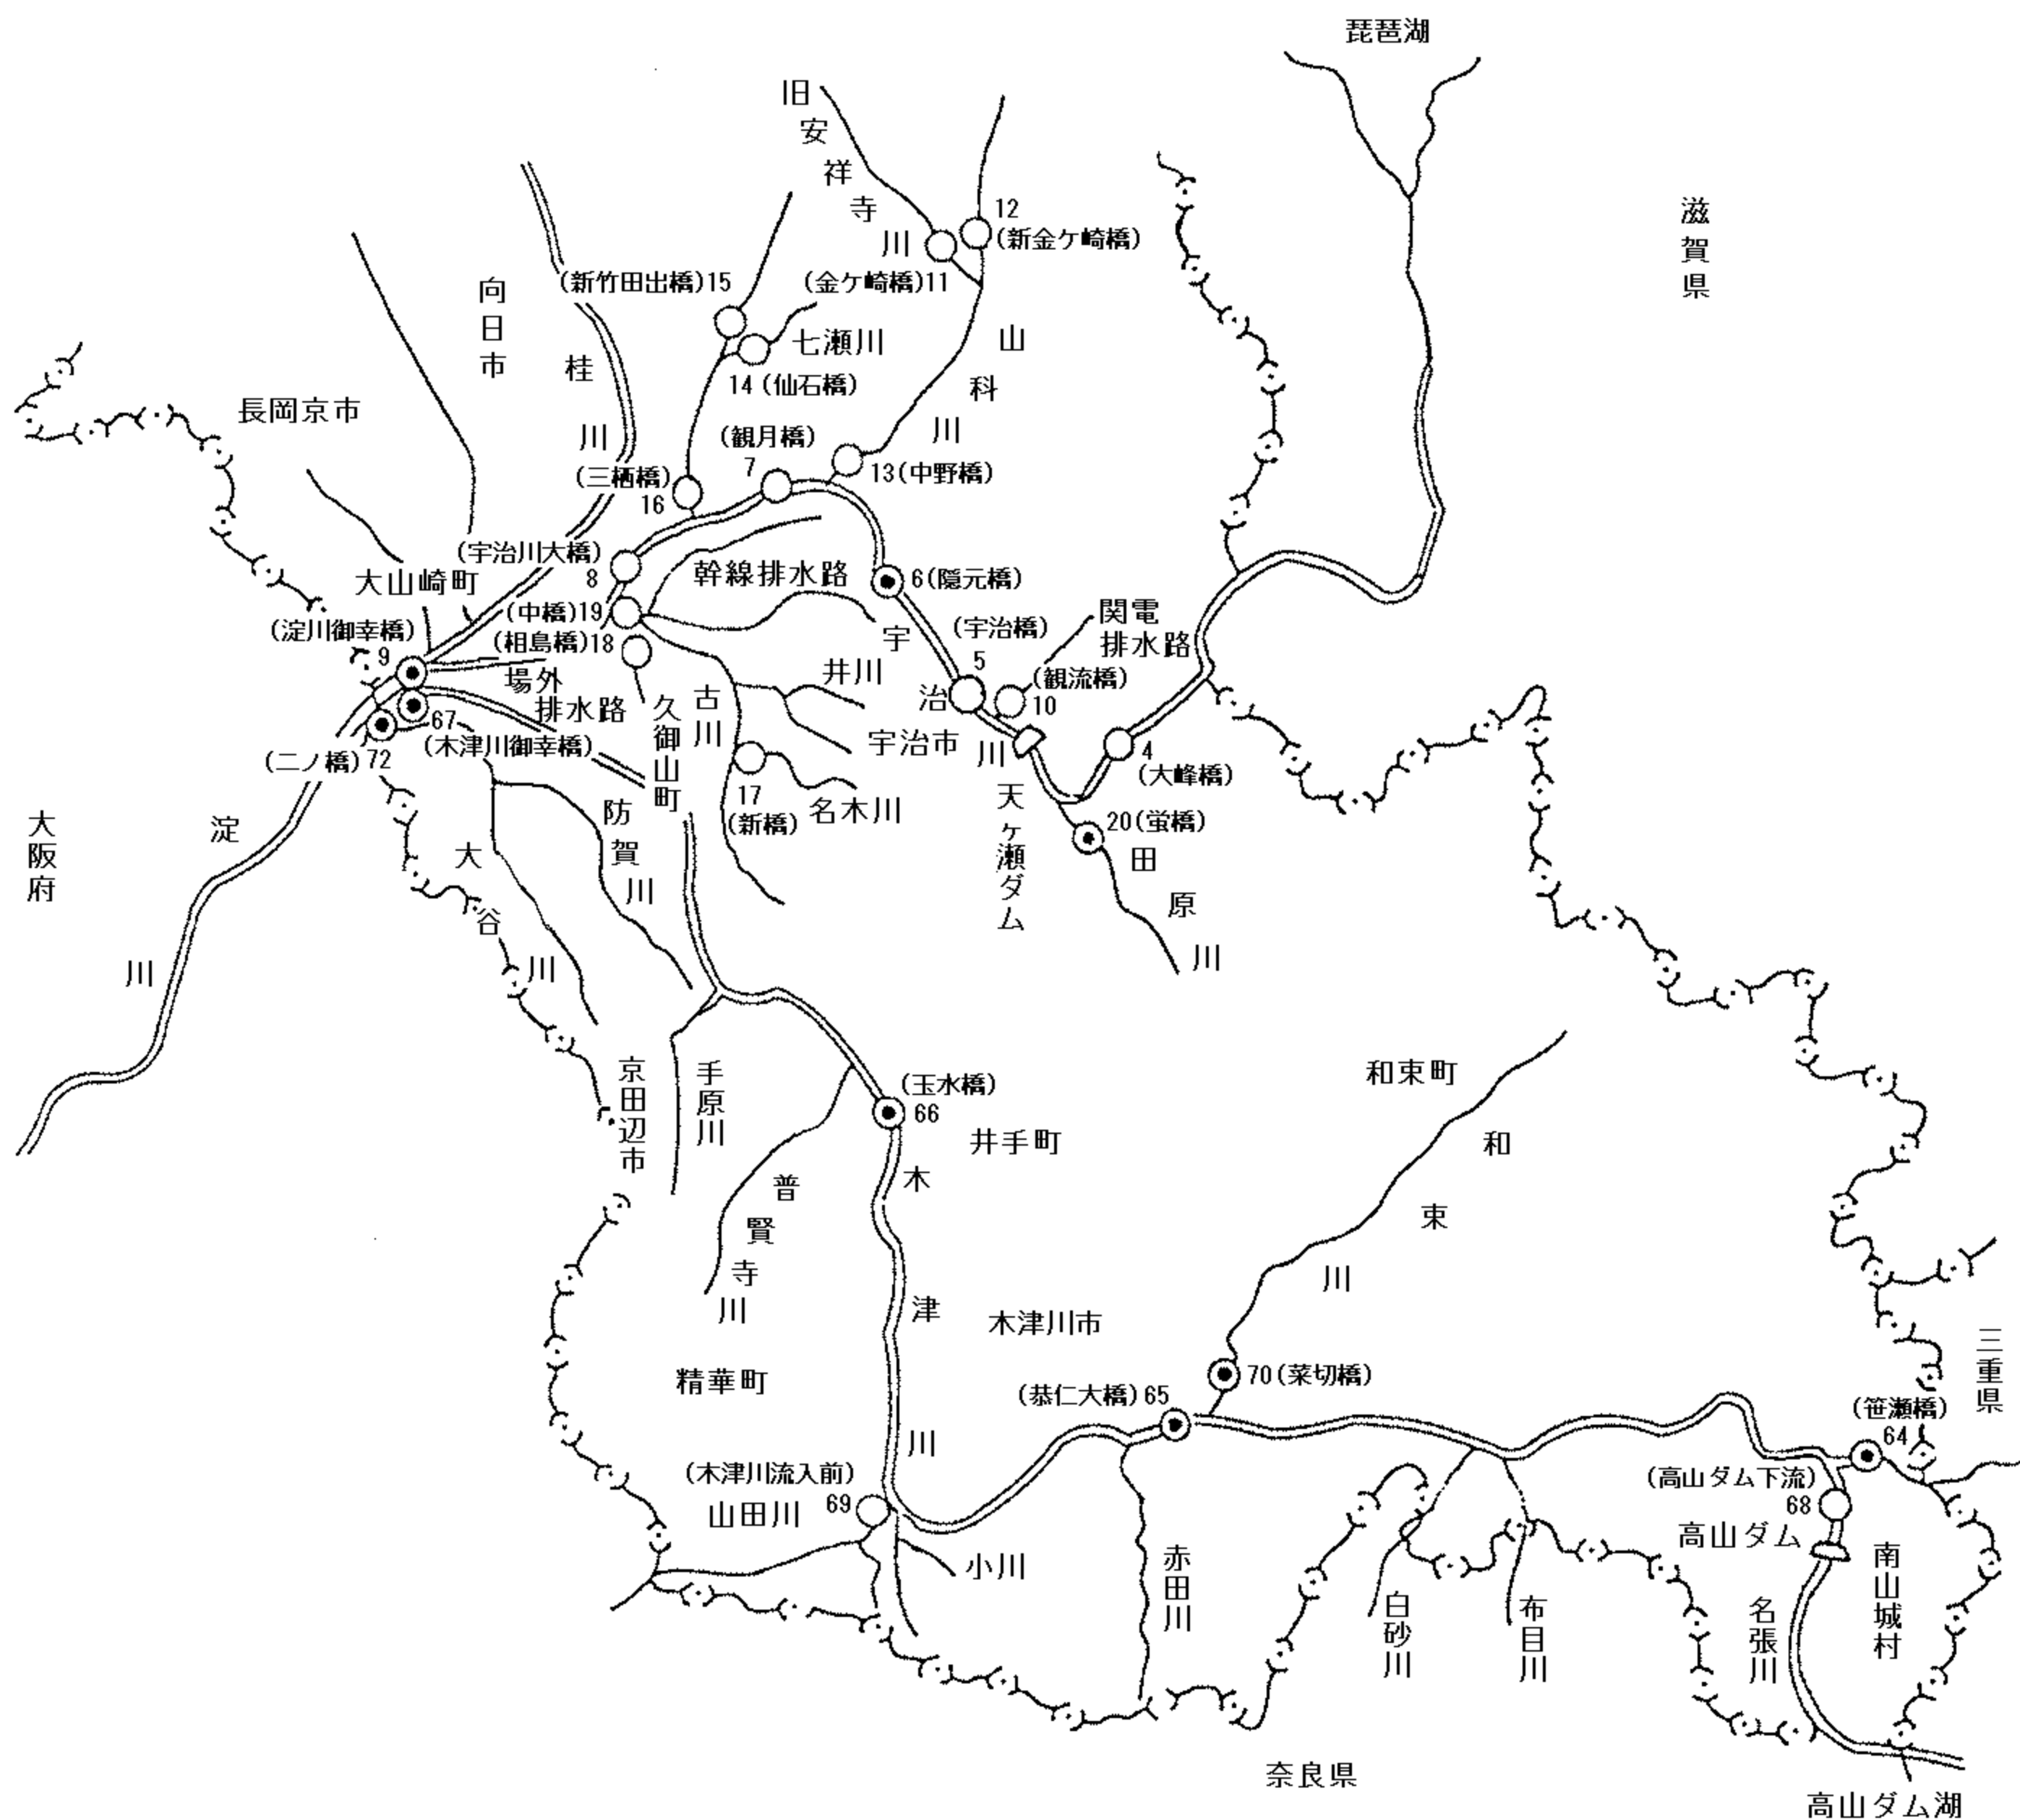 琵琶湖
滋賀県
旧安祥寺川
12
(新金ケ崎橋)
(新竹田出橋)15
(金ケ崎橋)11
向日市
桂川
七瀬川
14(仙石橋)
山科川
長岡京市
(観月橋)
7
13(中野橋)
(三栖橋)
16
(宇治川大橋)
8
幹線排水路
6(隠元橋)
大山崎町
(中橋)19
(淀川御幸橋)
9
(相島橋)18
宇治川
(宇治橋)
5
関電
排水路
(観流橋)
10
場外
排水路
井川
古川
久御山町
宇治市
67
(木津川御幸橋)
(二ノ橋)72
4
(大峰橋)
17
(新橋)
名木川
天ヶ瀬ダム
20(蛍橋)
田原川
大阪府
淀川
防賀川
大谷川
京田辺市
手原川
(玉水橋)
66
井手町
和束町
和束川
木津川
普賢寺川
木津川市
精華町
三重県
70(菜切橋)
(恭仁大橋)65
(笹瀬橋)
64
(木津川流入前)
69
山田川
(高山ダム下流)
68
高山ダム
小川
赤田川
白砂川
布目川
名張川
南山城村
奈良県
高山ダム湖